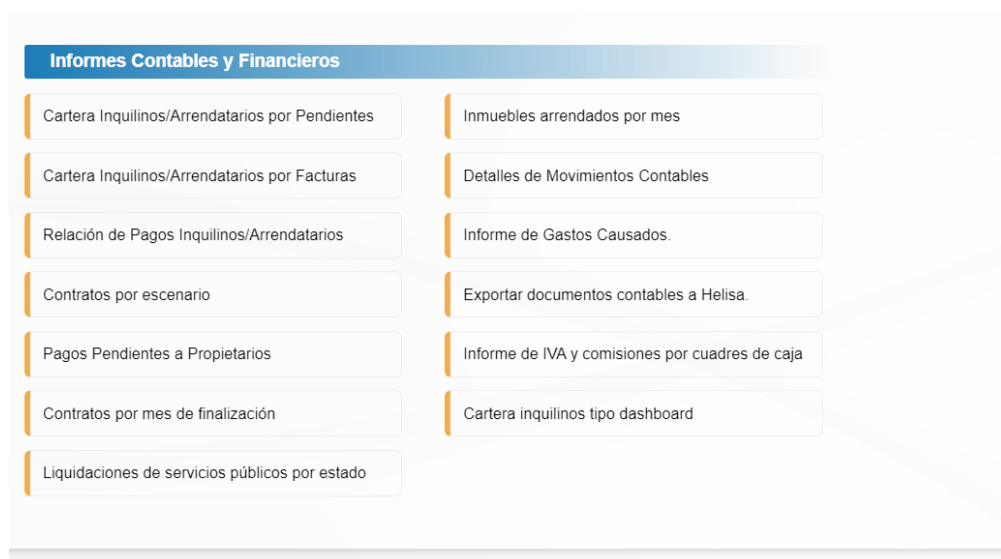 Informes Contables y Financieros
Cartera Inquilinos/Arrendatarios por Pendientes
Cartera Inquilinos/Arrendatarios por Facturas
Relación de Pagos Inquilinos/Arrendatarios
Contratos por escenario
Pagos Pendientes a Propietarios
Contratos por mes de finalización
Liquidaciones de servicios públicos por estado
Inmuebles arrendados por mes
Detalles de Movimientos Contables
Informe de Gastos Causados.
Exportar documentos contables a Helisa.
Informe de IVA y comisiones por cuadres de caja
Cartera inquilinos tipo dashboard